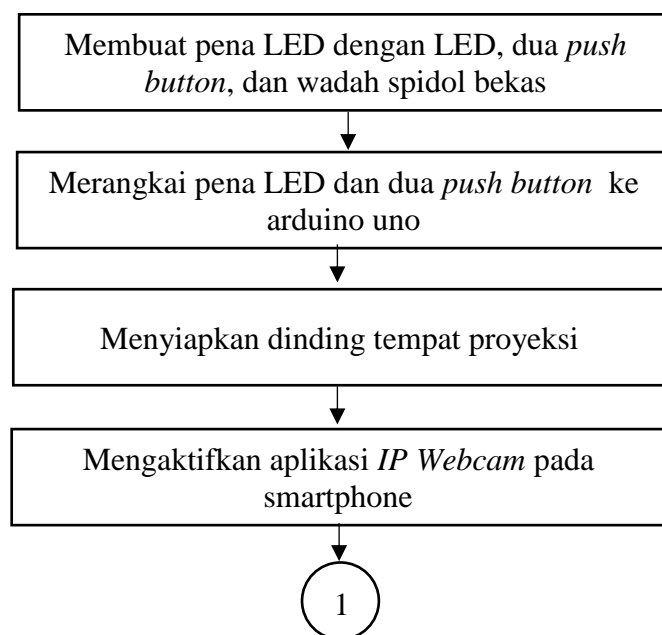 Membuat pena LED dengan LED, dua push
button, dan wadah spidol bekas
Merangkai pena LED dan dua push button ke
arduino uno
Menyiapkan dinding tempat proyeksi
Mengaktifkan aplikasi IP Webcam pada
smartphone
1